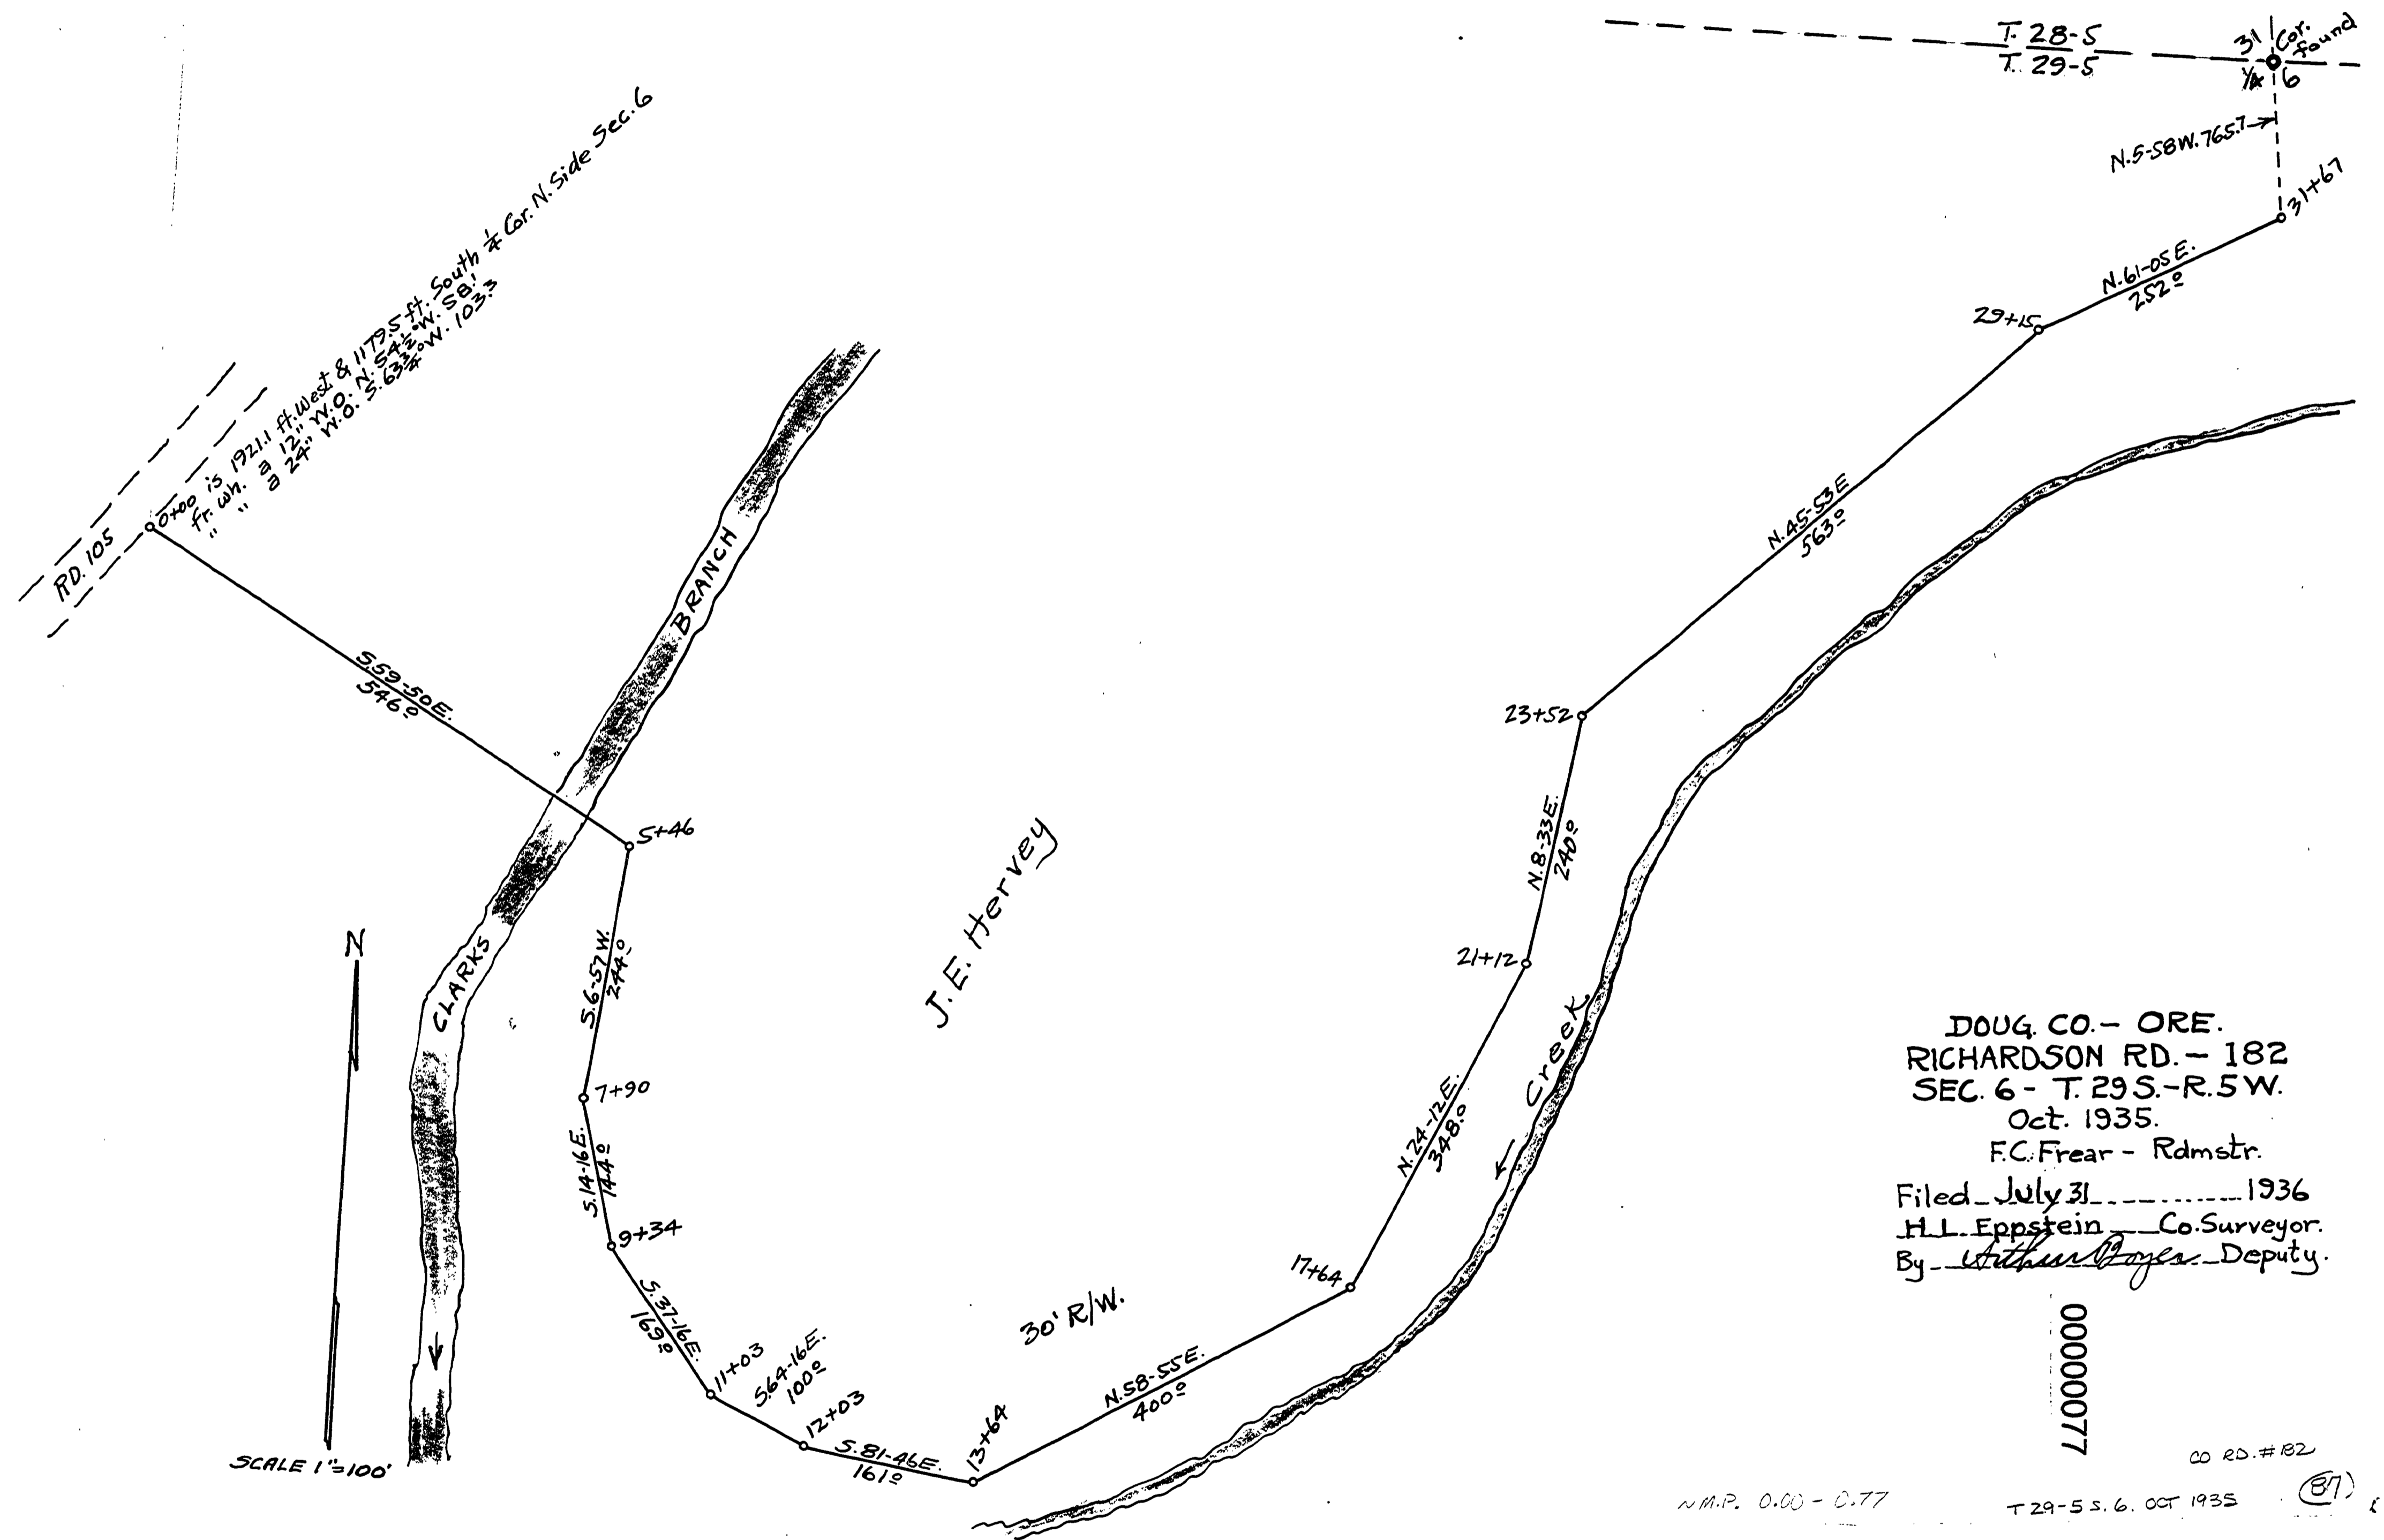 T. 28-5
T. 29-5
31 Cor. found
1/4 6
N.5-58W. 765.7
31+67
N.61-05E.
252.0
29+15
N.45-53E
563.0
23+52
N.8-33E.
240.0
21+12
N.24-12E.
348.0
17+64
N.58-55E.
400.0
13+64
S.81-46E.
161.0
12+03
S.64-16E.
100.0
11+03
S.37-16E.
169.0
9+34
S.14-16E.
144.0
7+90
S.6-57W.
244.0
5+46
S.59-50E.
546.0
0+00 is 1921.1 ft. West & 1179.5 ft. South 1/4 Cor. N. Side Sec. 6
fr. wh. a 12" W.O. N. 54 1/2° W. 58.1
" " a 24" W.O. S. 63 3/4° W. 103.3
RD. 105
CLARKS BRANCH
J. E. Hervey
30' R/W.
Creek
N
SCALE 1"=100'
DOUG. CO.- ORE.
RICHARDSON RD.- 182
SEC. 6 - T. 29 S.-R. 5 W.
Oct. 1935.
F.C. Frear - Rdmstr.
Filed July 31 1936
H.L. Eppstein Co. Surveyor.
By Arthur Boyer Deputy.
00000077
CO RD. # 182
N M.P. 0.00 - 0.77
T 29-5 S. 6. OCT 1935
87